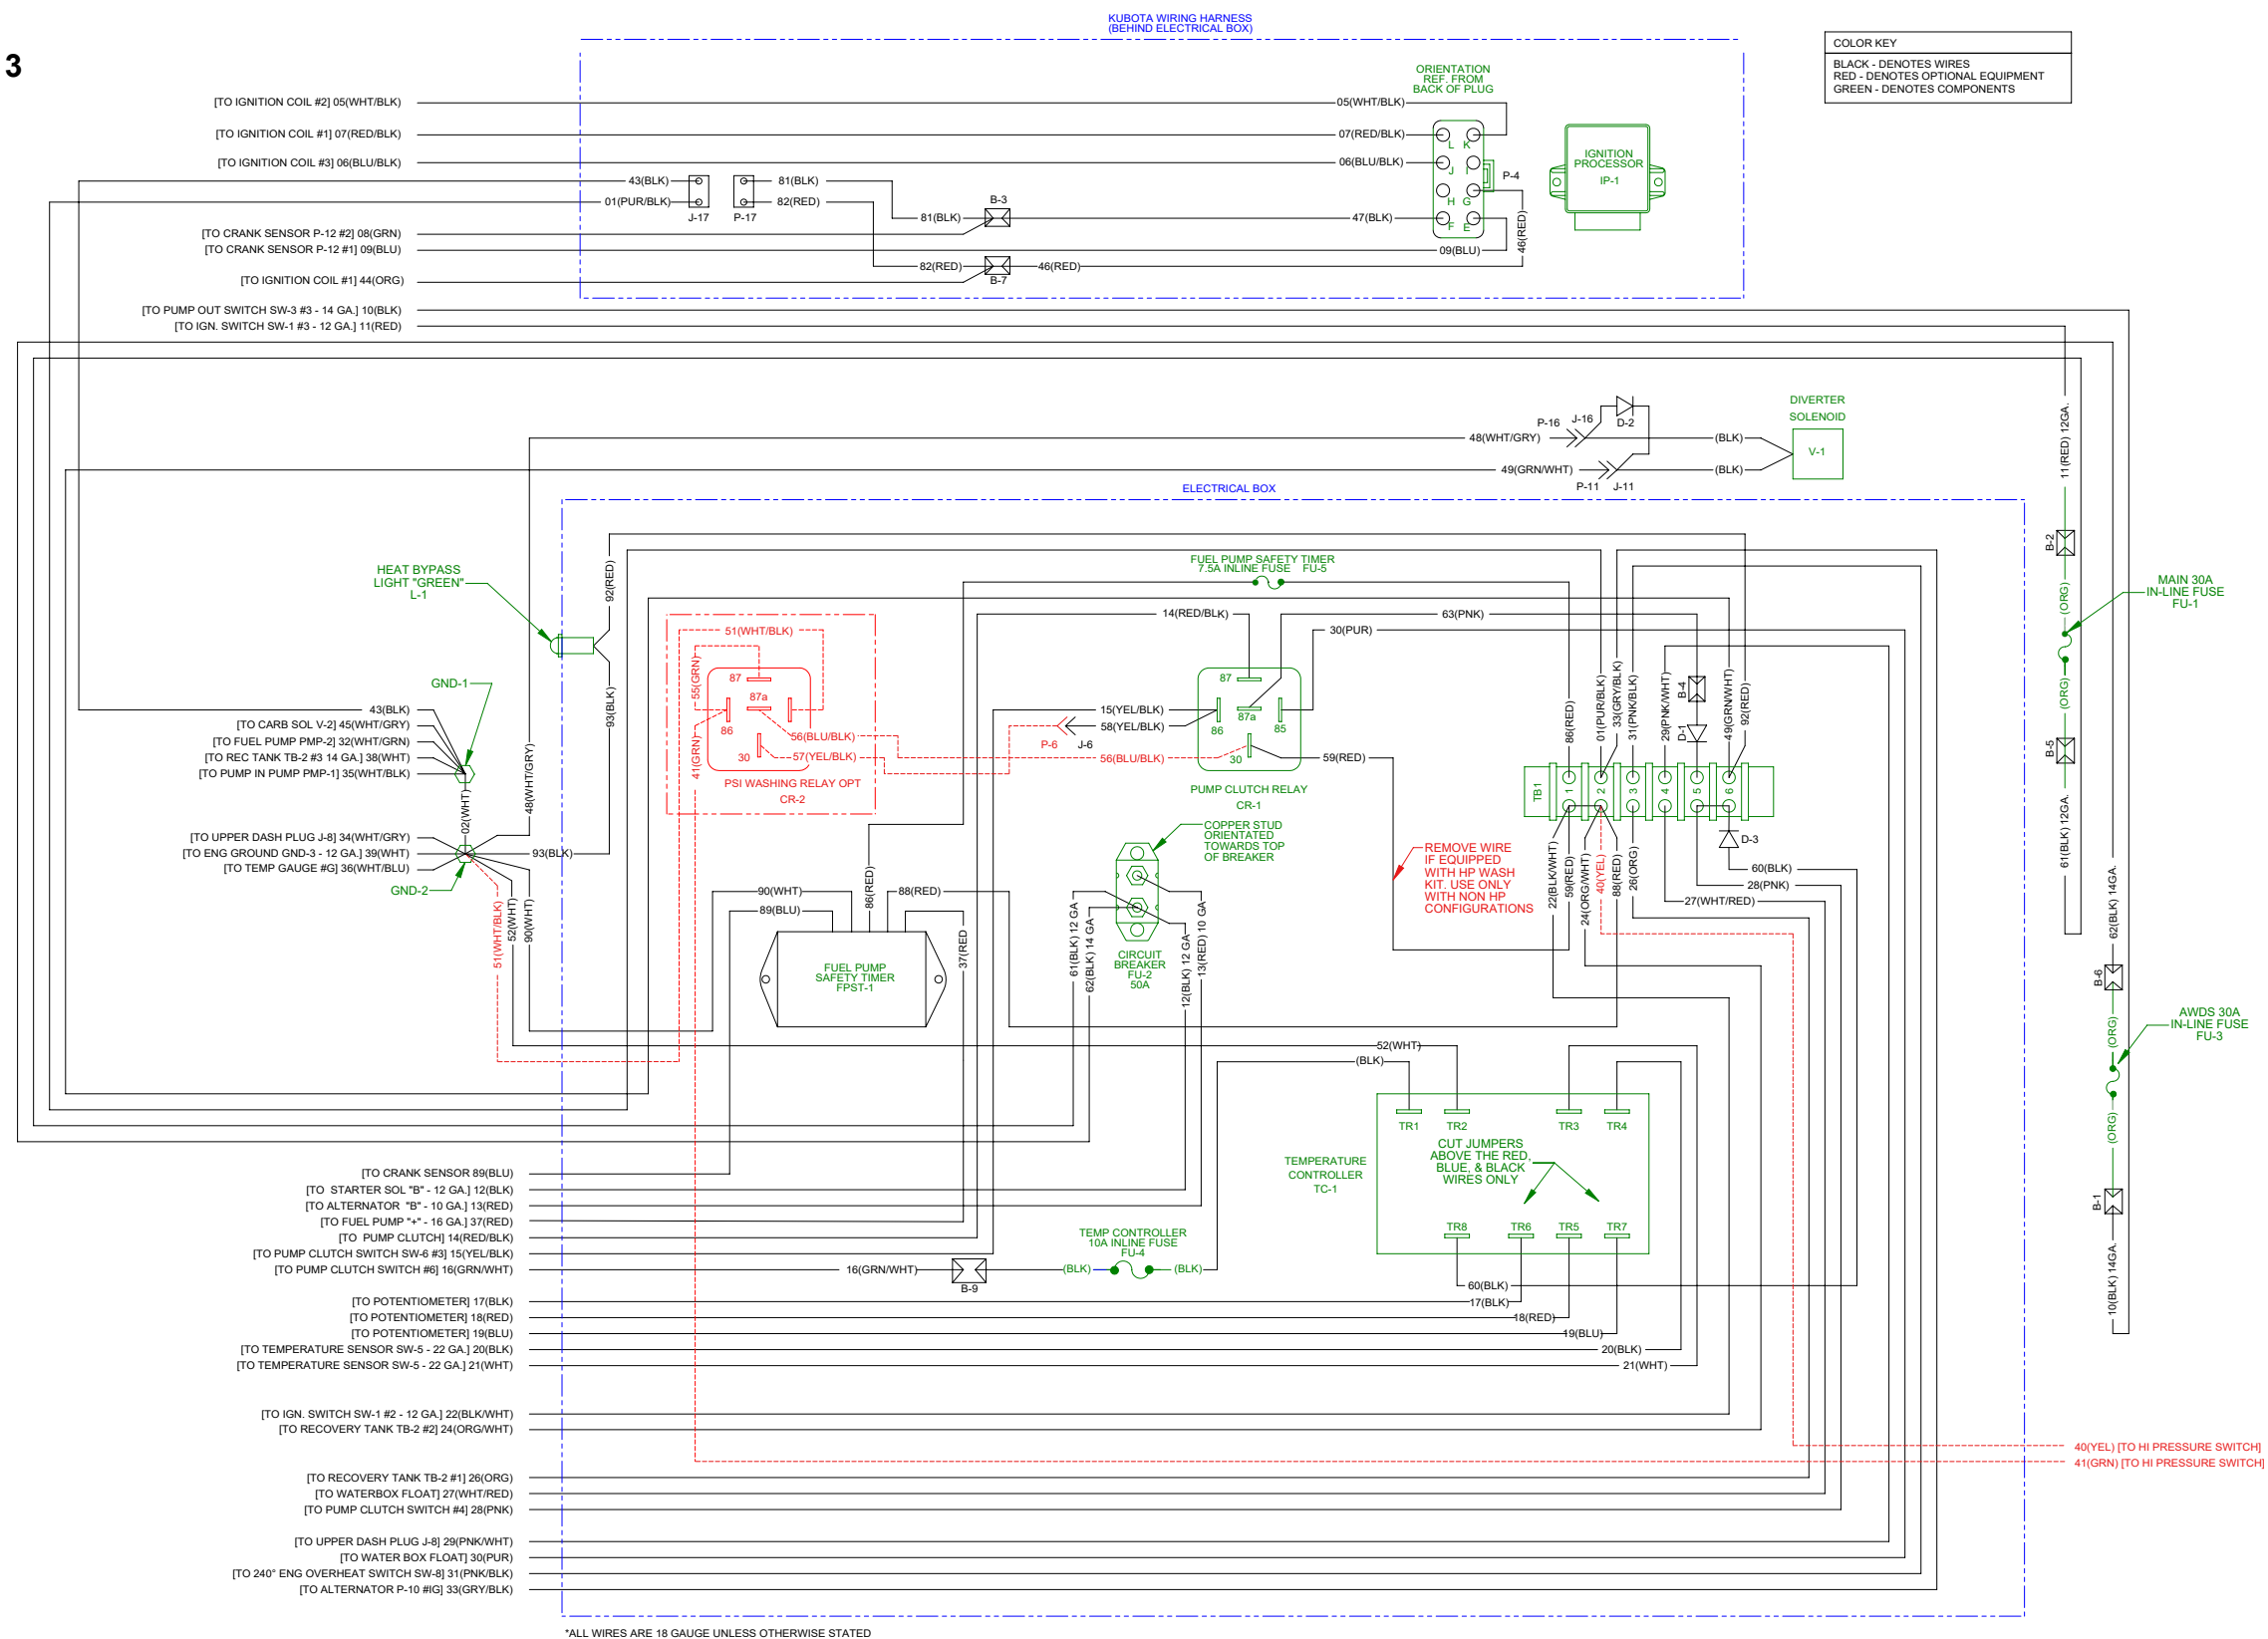 3
KUBOTA WIRING HARNESS
(BEHIND ELECTRICAL BOX)
COLOR KEY
BLACK - DENOTES WIRES
RED - DENOTES OPTIONAL EQUIPMENT
GREEN - DENOTES COMPONENTS
ORIENTATION
REF. FROM
BACK OF PLUG
[TO IGNITION COIL #2] 05(WHT/BLK)
05(WHT/BLK)
[TO IGNITION COIL #1] 07(RED/BLK)
07(RED/BLK)
[TO IGNITION COIL #3] 06(BLU/BLK)
06(BLU/BLK)
L K
J I
H G
F E
P-4
IGNITION
PROCESSOR
IP-1
43(BLK)
01(PUR/BLK)
J-17
P-17
81(BLK)
82(RED)
81(BLK)
B-3
47(BLK)
09(BLU)
46(RED)
82(RED)
46(RED)
B-7
[TO CRANK SENSOR P-12 #2] 08(GRN)
[TO CRANK SENSOR P-12 #1] 09(BLU)
[TO IGNITION COIL #1] 44(ORG)
[TO PUMP OUT SWITCH SW-3 #3 - 14 GA.] 10(BLK)
[TO IGN. SWITCH SW-1 #3 - 12 GA.] 11(RED)
DIVERTER
SOLENOID
V-1
P-16
J-16
D-2
48(WHT/GRY)
(BLK)
49(GRN/WHT)
(BLK)
P-11
J-11
11(RED) 12GA.
B-2
(ORG)
MAIN 30A
IN-LINE FUSE
FU-1
(ORG)
B-5
61(BLK) 12GA.
62(BLK) 14GA.
B-6
(ORG)
AWDS 30A
IN-LINE FUSE
FU-3
(ORG)
B-1
10(BLK) 14GA.
ELECTRICAL BOX
HEAT BYPASS
LIGHT "GREEN"
L-1
92(RED)
93(BLK)
FUEL PUMP SAFETY TIMER
7.5A INLINE FUSE FU-5
GND-1
43(BLK)
[TO CARB SOL V-2] 45(WHT/GRY)
[TO FUEL PUMP PMP-2] 32(WHT/GRN)
[TO REC TANK TB-2 #3 14 GA.] 38(WHT)
[TO PUMP IN PUMP PMP-1] 35(WHT/BLK)
02(WHT)
48(WHT/GRY)
[TO UPPER DASH PLUG J-8] 34(WHT/GRY)
[TO ENG GROUND GND-3 - 12 GA.] 39(WHT)
[TO TEMP GAUGE #G] 36(WHT/BLU)
GND-2
93(BLK)
51(WHT/BLK)
52(WHT)
90(WHT)
51(WHT/BLK)
55(GRN)
41(GRN)
87
87a
86
30
56(BLU/BLK)
57(YEL/BLK)
PSI WASHING RELAY OPT
CR-2
14(RED/BLK)
63(PNK)
30(PUR)
15(YEL/BLK)
58(YEL/BLK)
P-6
J-6
56(BLU/BLK)
87
87a
86
85
30
59(RED)
PUMP CLUTCH RELAY
CR-1
86(RED)
01(PUR/BLK)
33(GRY/BLK)
31(PNK/BLK)
29(PNK/WHT)
B-4
D-1
49(GRN/WHT)
92(RED)
TB1
1
2
3
4
5
6
D-3
22(BLK/WHT)
59(RED)
24(ORG/WHT)
40(YEL)
88(RED)
26(ORG)
60(BLK)
28(PNK)
27(WHT/RED)
REMOVE WIRE
IF EQUIPPED
WITH HP WASH
KIT. USE ONLY
WITH NON HP
CONFIGURATIONS
COPPER STUD
ORIENTATED
TOWARDS TOP
OF BREAKER
CIRCUIT
BREAKER
FU-2
50A
61(BLK) 12 GA
62(BLK) 14 GA
12(BLK) 12 GA
13(RED) 10 GA
90(WHT)
89(BLU)
86(RED)
88(RED)
37(RED
FUEL PUMP
SAFETY TIMER
FPST-1
52(WHT)
(BLK)
TR1
TR2
TR3
TR4
CUT JUMPERS
ABOVE THE RED,
BLUE, & BLACK
WIRES ONLY
TR8
TR6
TR5
TR7
TEMPERATURE
CONTROLLER
TC-1
[TO CRANK SENSOR 89(BLU)
[TO STARTER SOL "B" - 12 GA.] 12(BLK)
[TO ALTERNATOR "B" - 10 GA.] 13(RED)
[TO FUEL PUMP "+" - 16 GA.] 37(RED)
[TO PUMP CLUTCH] 14(RED/BLK)
[TO PUMP CLUTCH SWITCH SW-6 #3] 15(YEL/BLK)
[TO PUMP CLUTCH SWITCH #6] 16(GRN/WHT)
16(GRN/WHT)
B-9
TEMP CONTROLLER
10A INLINE FUSE
FU-4
(BLK)
(BLK)
60(BLK)
[TO POTENTIOMETER] 17(BLK)
17(BLK)
[TO POTENTIOMETER] 18(RED)
18(RED)
[TO POTENTIOMETER] 19(BLU)
19(BLU)
[TO TEMPERATURE SENSOR SW-5 - 22 GA.] 20(BLK)
20(BLK)
[TO TEMPERATURE SENSOR SW-5 - 22 GA.] 21(WHT)
21(WHT)
[TO IGN. SWITCH SW-1 #2 - 12 GA.] 22(BLK/WHT)
[TO RECOVERY TANK TB-2 #2] 24(ORG/WHT)
40(YEL) [TO HI PRESSURE SWITCH]
41(GRN) [TO HI PRESSURE SWITCH]
[TO RECOVERY TANK TB-2 #1] 26(ORG)
[TO WATERBOX FLOAT] 27(WHT/RED)
[TO PUMP CLUTCH SWITCH #4] 28(PNK)
[TO UPPER DASH PLUG J-8] 29(PNK/WHT)
[TO WATER BOX FLOAT] 30(PUR)
[TO 240° ENG OVERHEAT SWITCH SW-8] 31(PNK/BLK)
[TO ALTERNATOR P-10 #IG] 33(GRY/BLK)
*ALL WIRES ARE 18 GAUGE UNLESS OTHERWISE STATED